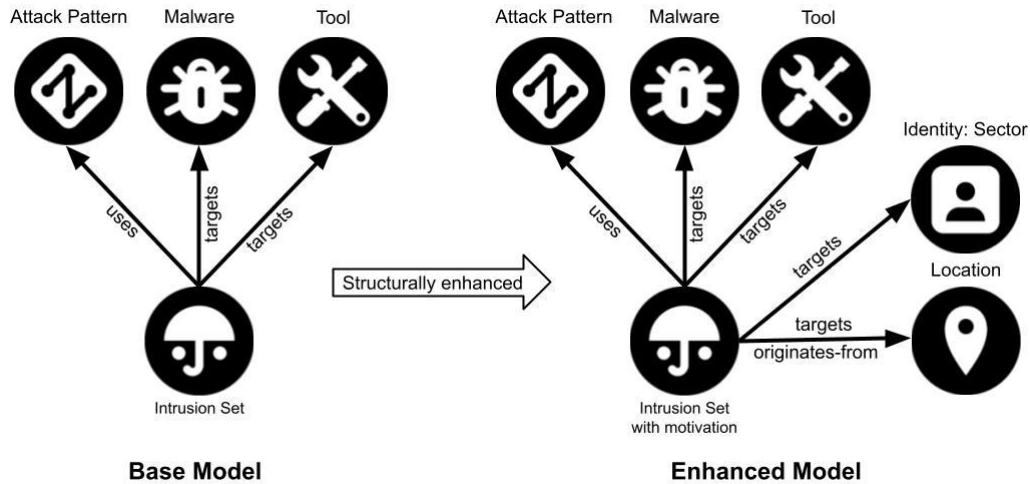 Attack Pattern
Malware
Tool
uses
targets
targets
Intrusion Set
Base Model
Structurally enhanced
Attack Pattern
Malware
Tool
Identity: Sector
uses
targets
targets
targets
Location
targets
originates-from
Intrusion Set
with motivation
Enhanced Model